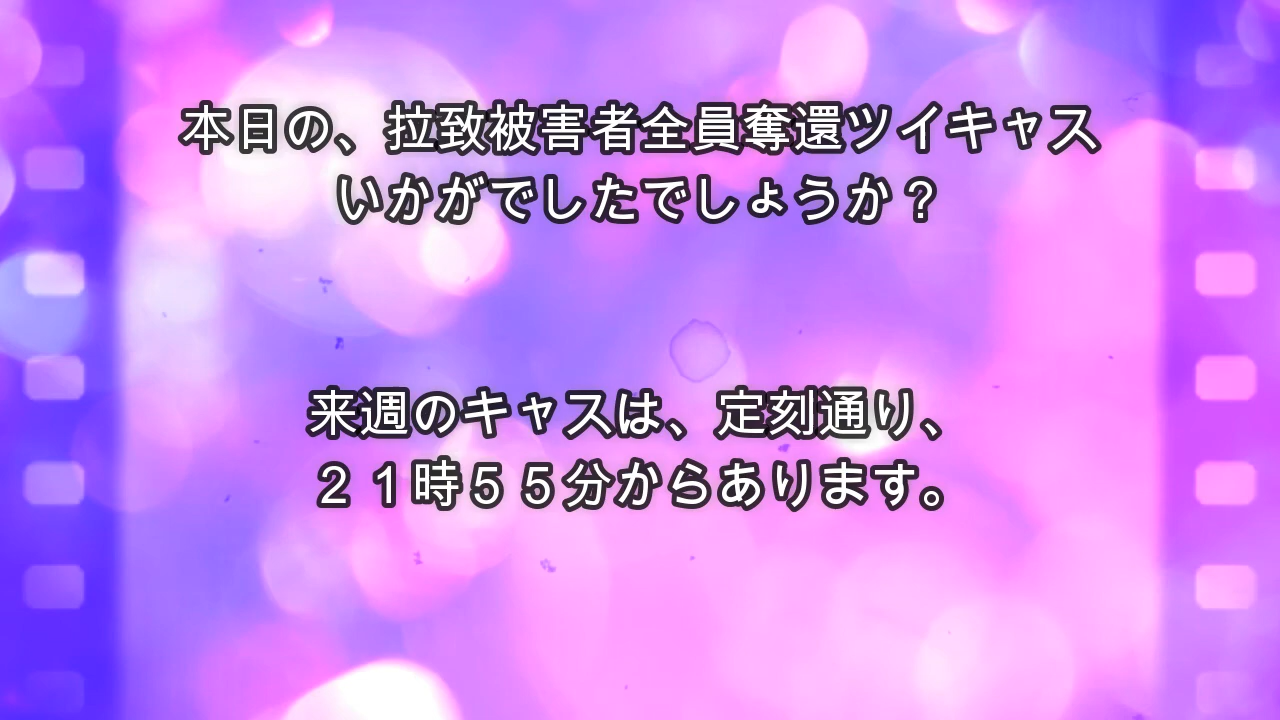 本日の、拉致被害者全員奪還ツイキャス
いかがでしたでしょうか？
来週のキャスは、定刻通り、
２１時５５分からあります。